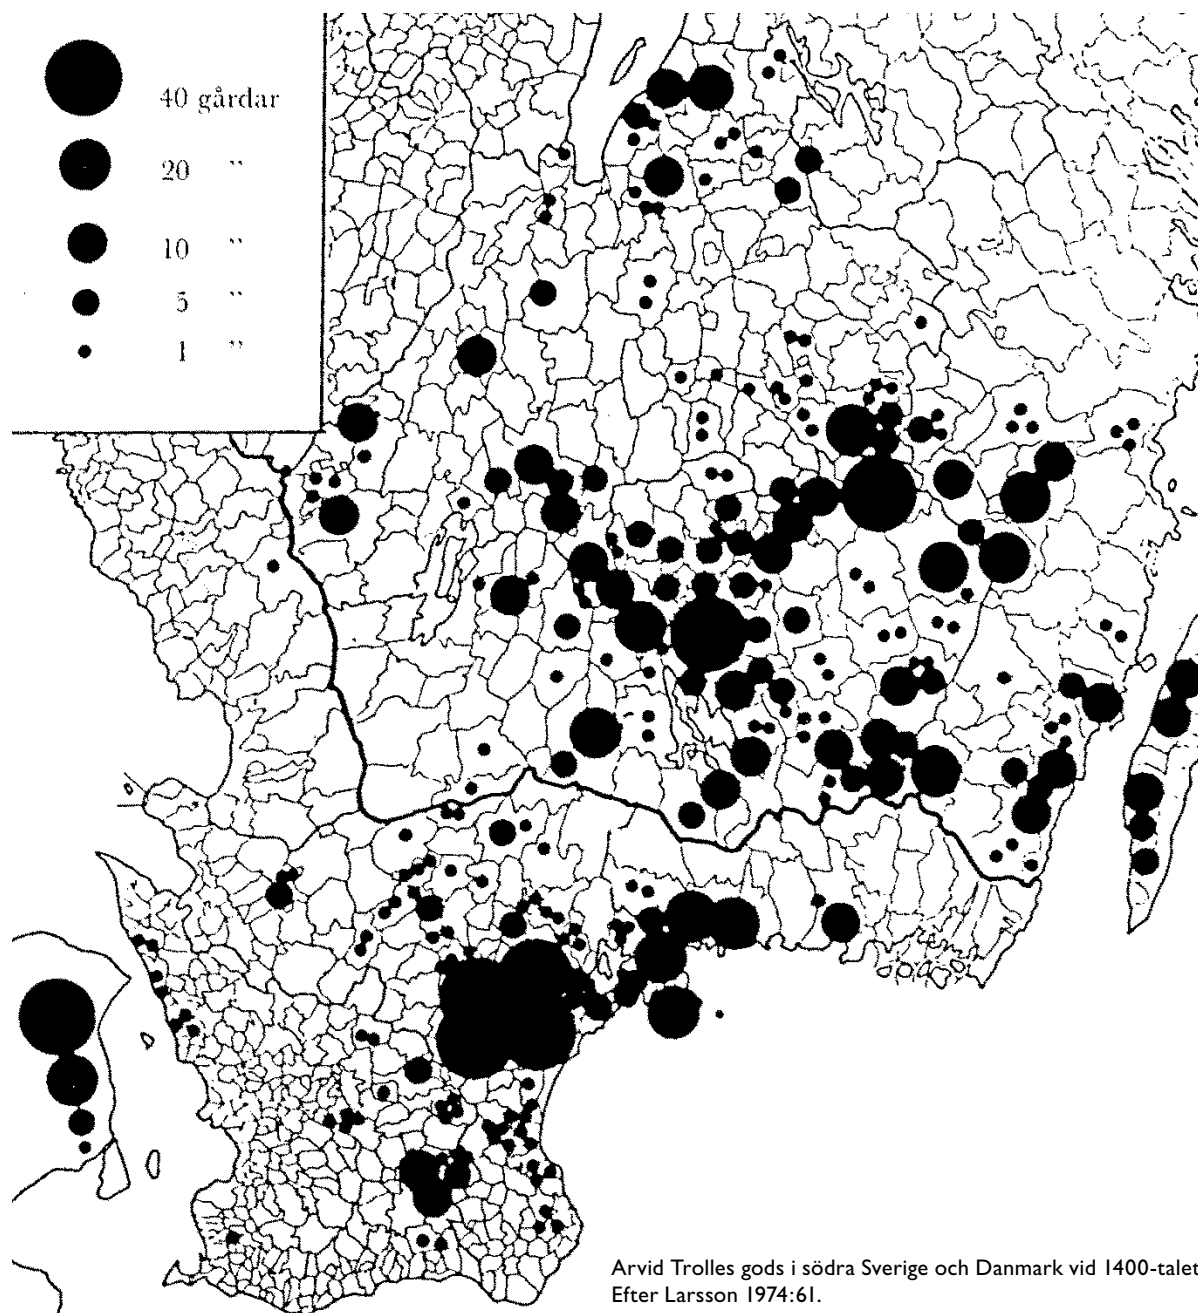 40 gårdar
20 ”
10 ”
5 ”
1 ”
Arvid Trolles gods i södra Sverige och Danmark vid 1400-talet
Efter Larsson 1974:61.